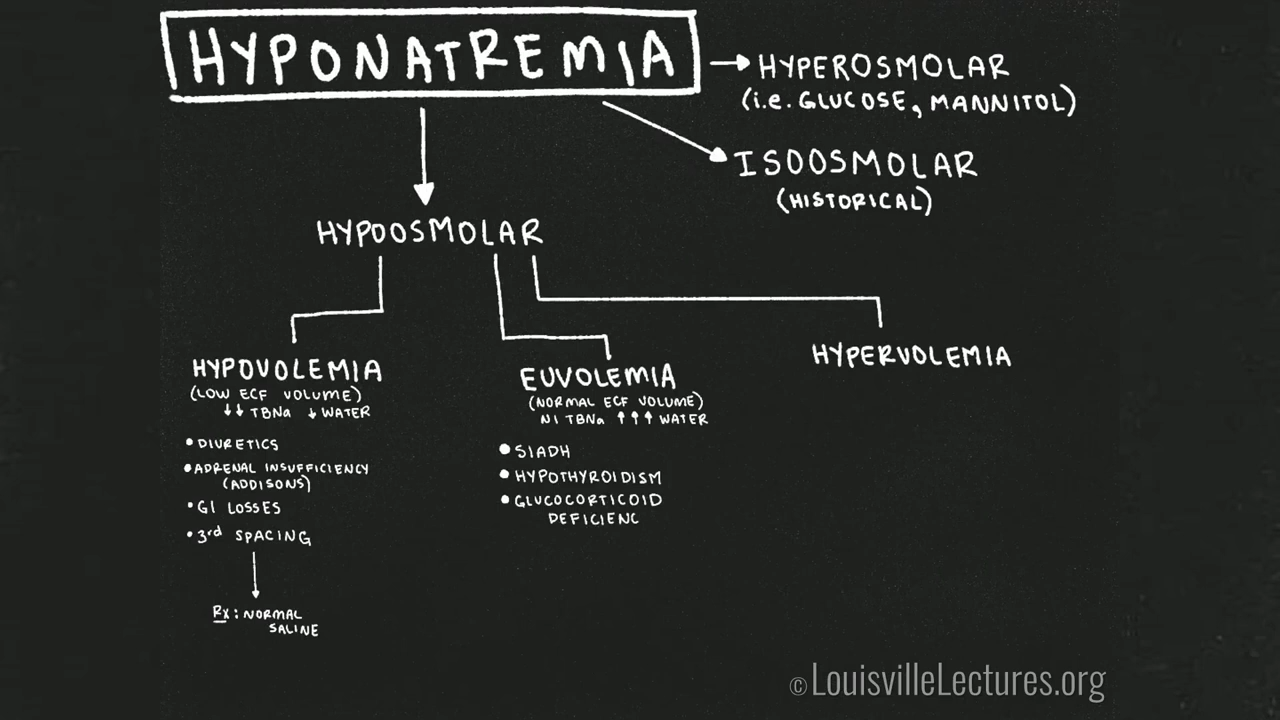 HYPONATREMIA
HYPEROSMOLAR
(i.e. GLUCOSE, MANNITOL)
ISOOSMOLAR
(HISTORICAL)
HYPOOSMOLAR
HYPOVOLEMIA
(LOW ECF VOLUME)
↓↓ TBNa ↓ WATER
• DIURETICS
• ADRENAL INSUFFICIENCY
(ADDISONS)
• GI LOSSES
• 3rd SPACING
Rx: NORMAL
SALINE
EUVOLEMIA
(NORMAL ECF VOLUME)
Nl TBNa ↑↑↑ WATER
• SIADH
• HYPOTHYROIDISM
• GLUCOCORTICOID
DEFICIENC
HYPERVOLEMIA
© LouisvilleLectures.org